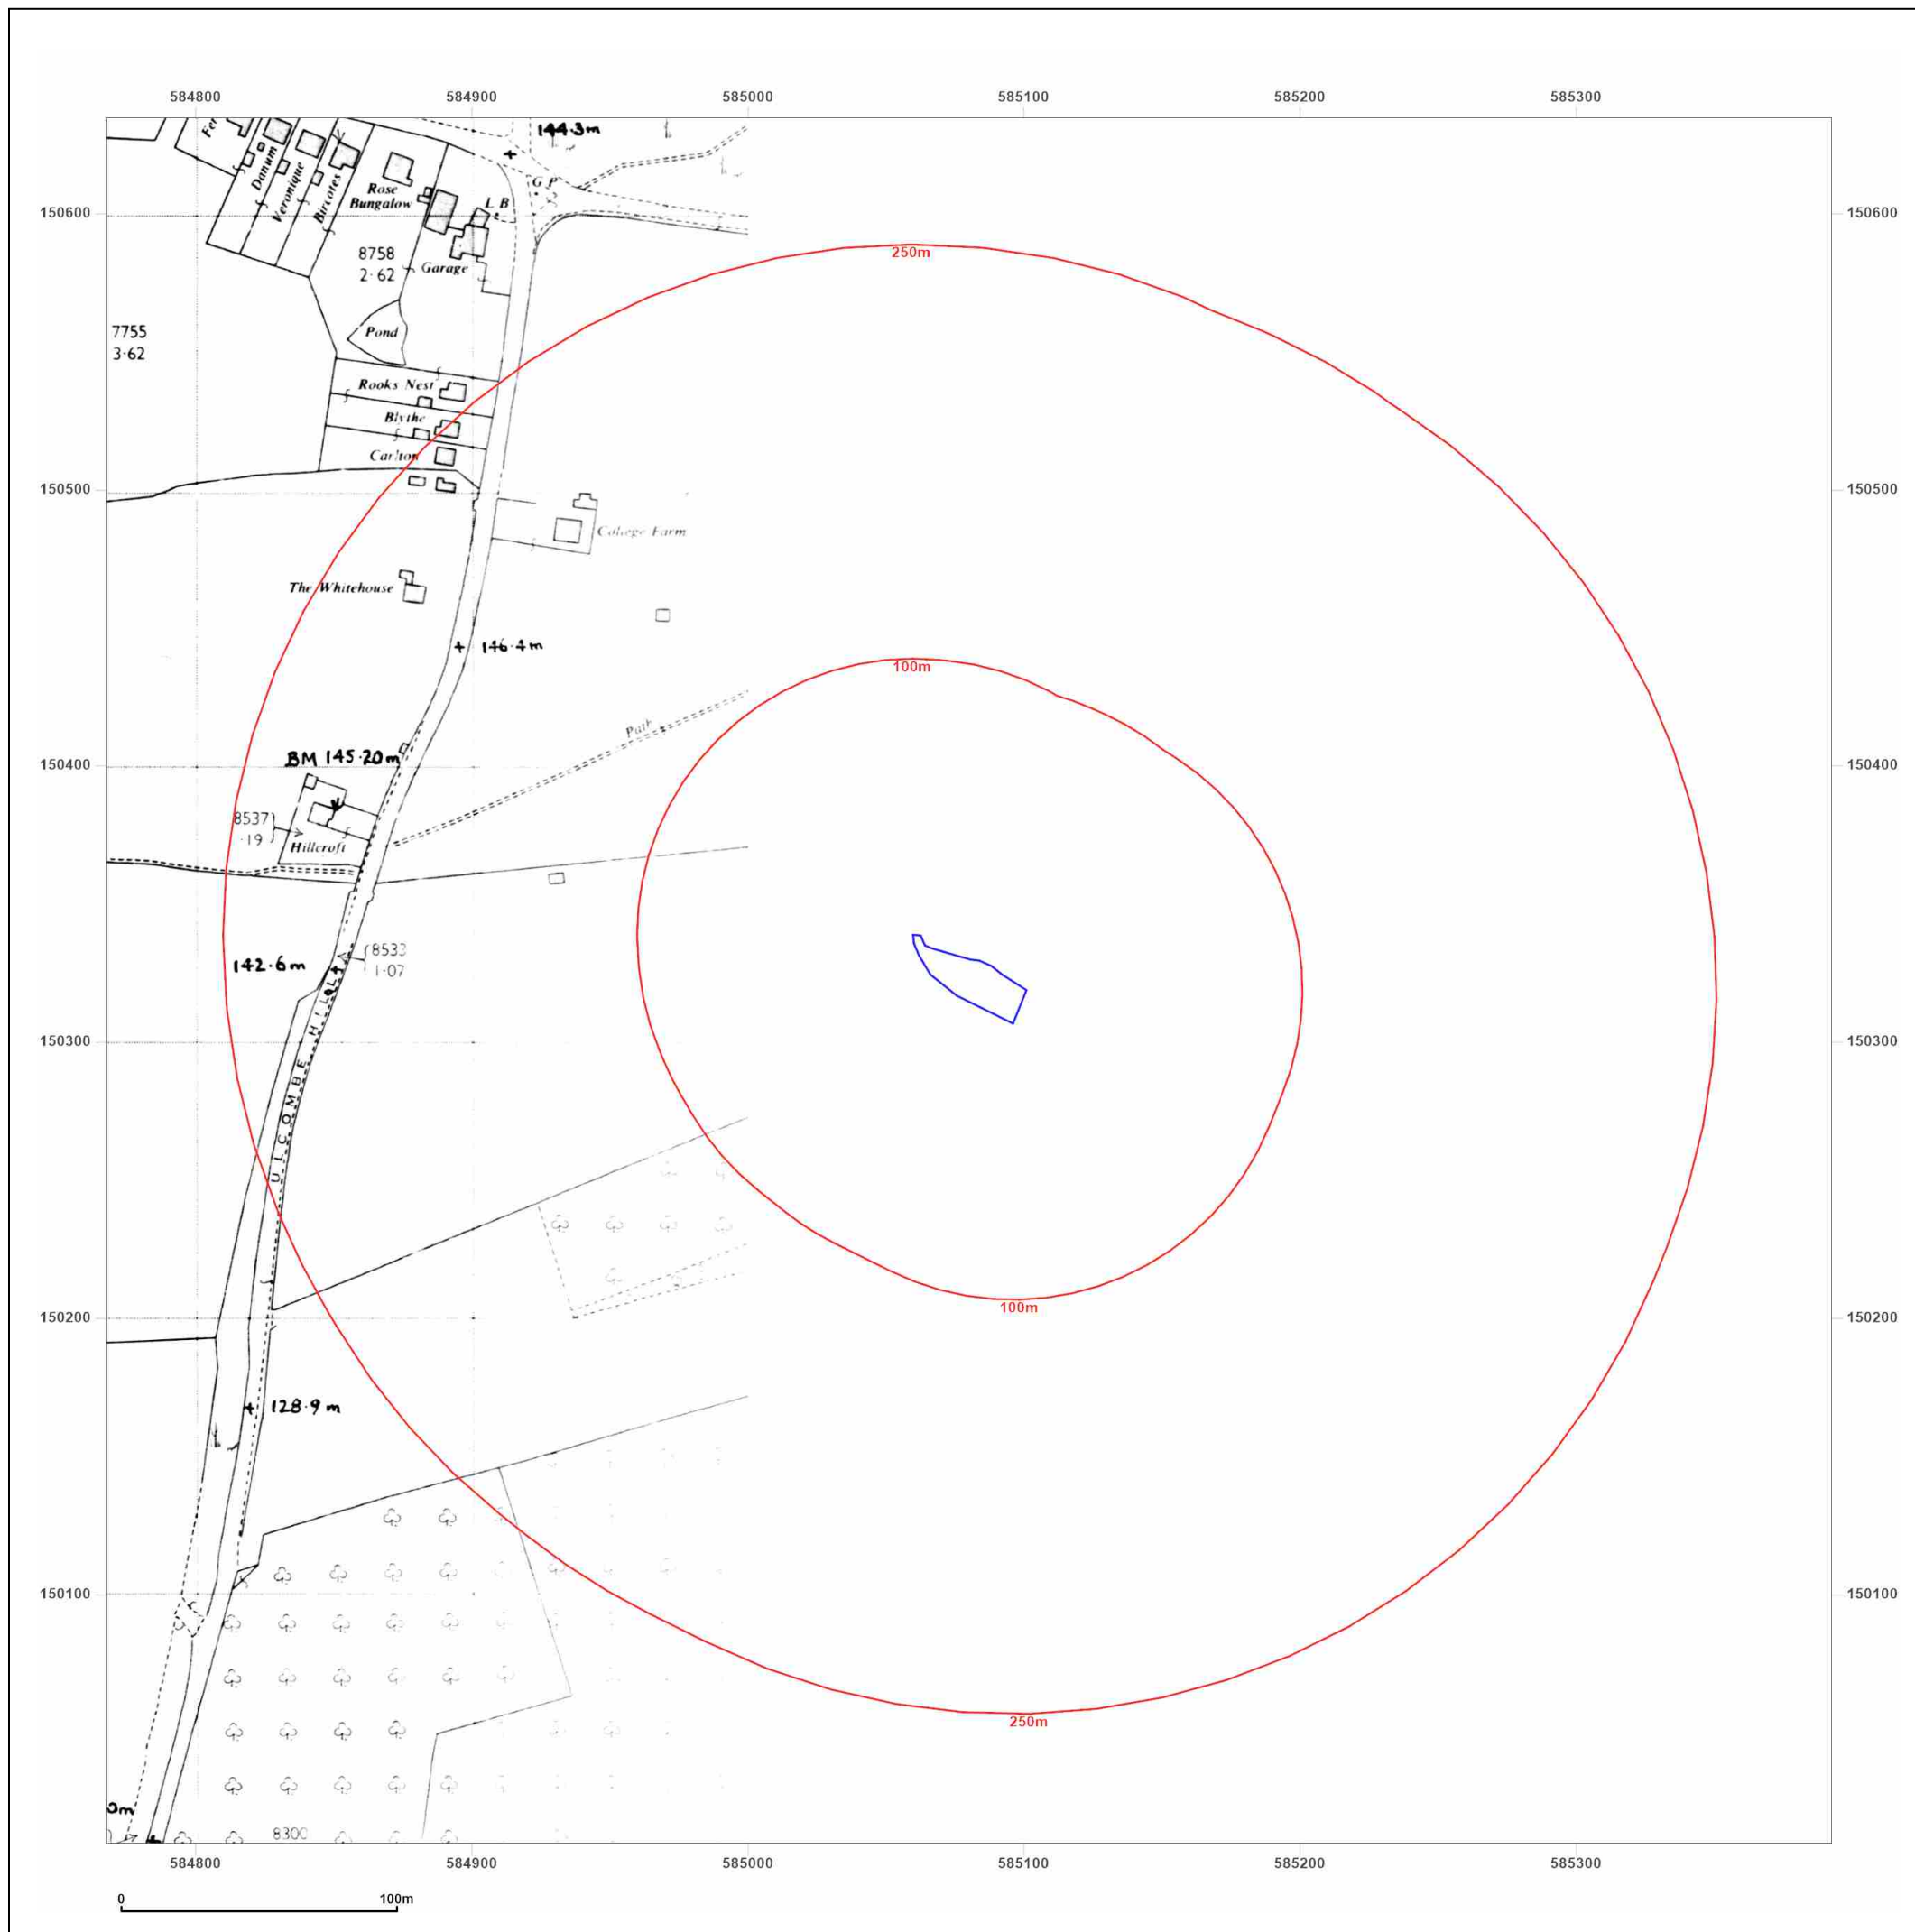 584800
584900
585000
585100
585200
585300
144.3m
Fer
Danum
Veronique
Bircotes
Rose
Bungalow
G P
L B
150600
150600
8758
2·62
Garage
250m
7755
3·62
Pond
Rooks Nest
Blythe
Carlton
150500
150500
College Farm
The Whitehouse
146.4m
100m
Path
BM 145.20m
150400
150400
8537
·19
Hillcroft
142.6m
8533
1·07
ULCOMBE HILL
150300
150300
150200
150200
100m
128.9m
150100
150100
250m
0m
8300
584800
584900
585000
585100
585200
585300
0
100m